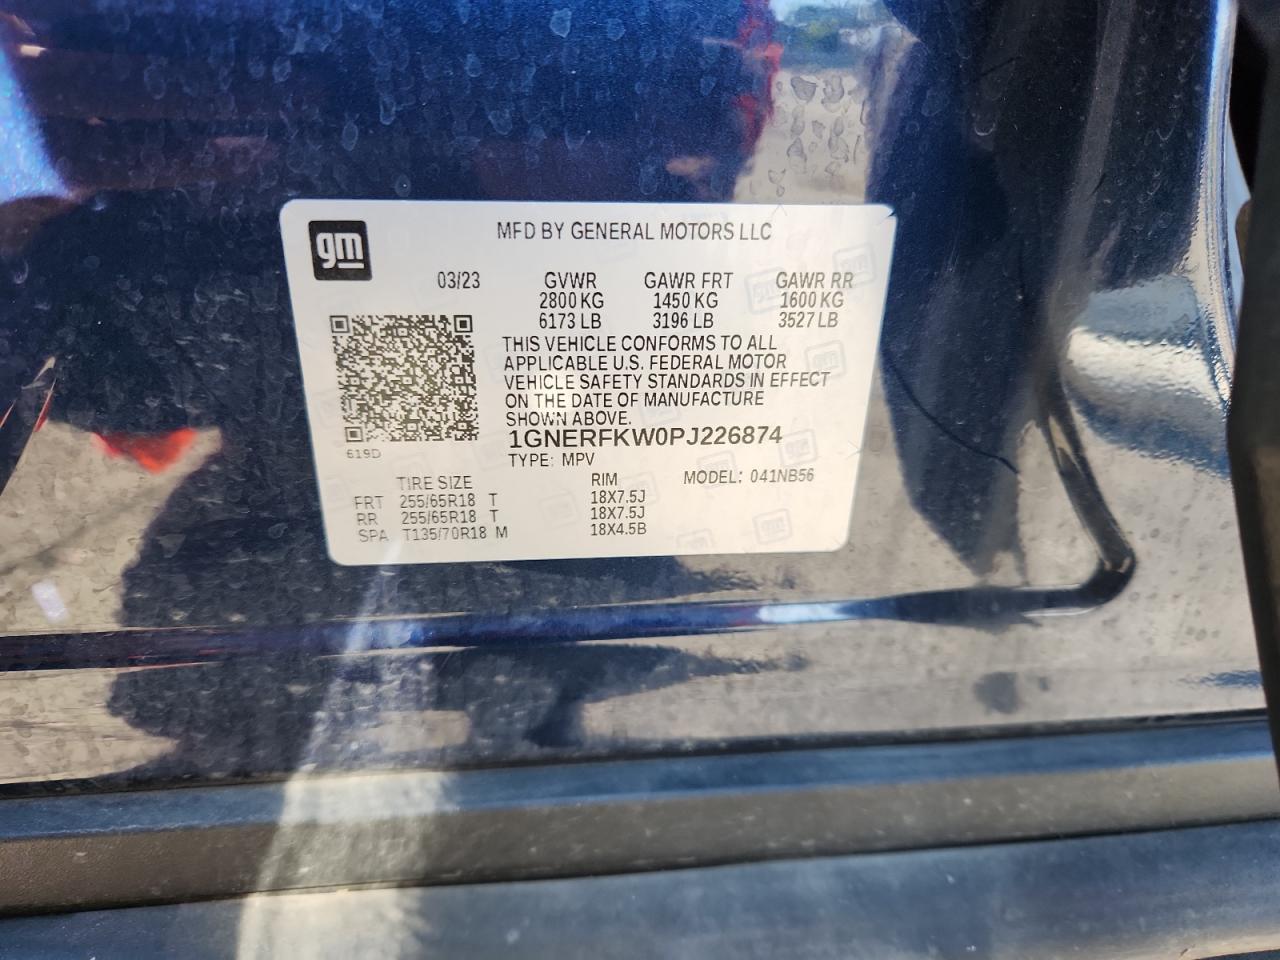 gm
MFD BY GENERAL MOTORS LLC
03/23 GVWR GAWR FRT GAWR RR
2800 KG 1450 KG 1600 KG
6173 LB 3196 LB 3527 LB
THIS VEHICLE CONFORMS TO ALL
APPLICABLE U.S. FEDERAL MOTOR
VEHICLE SAFETY STANDARDS IN EFFECT
ON THE DATE OF MANUFACTURE
SHOWN ABOVE.
1GNERFKW0PJ226874
619D
TYPE: MPV
TIRE SIZE RIM MODEL: 041NB56
FRT 255/65R18 T 18X7.5J
RR 255/65R18 T 18X7.5J
SPA T135/70R18 M 18X4.5B